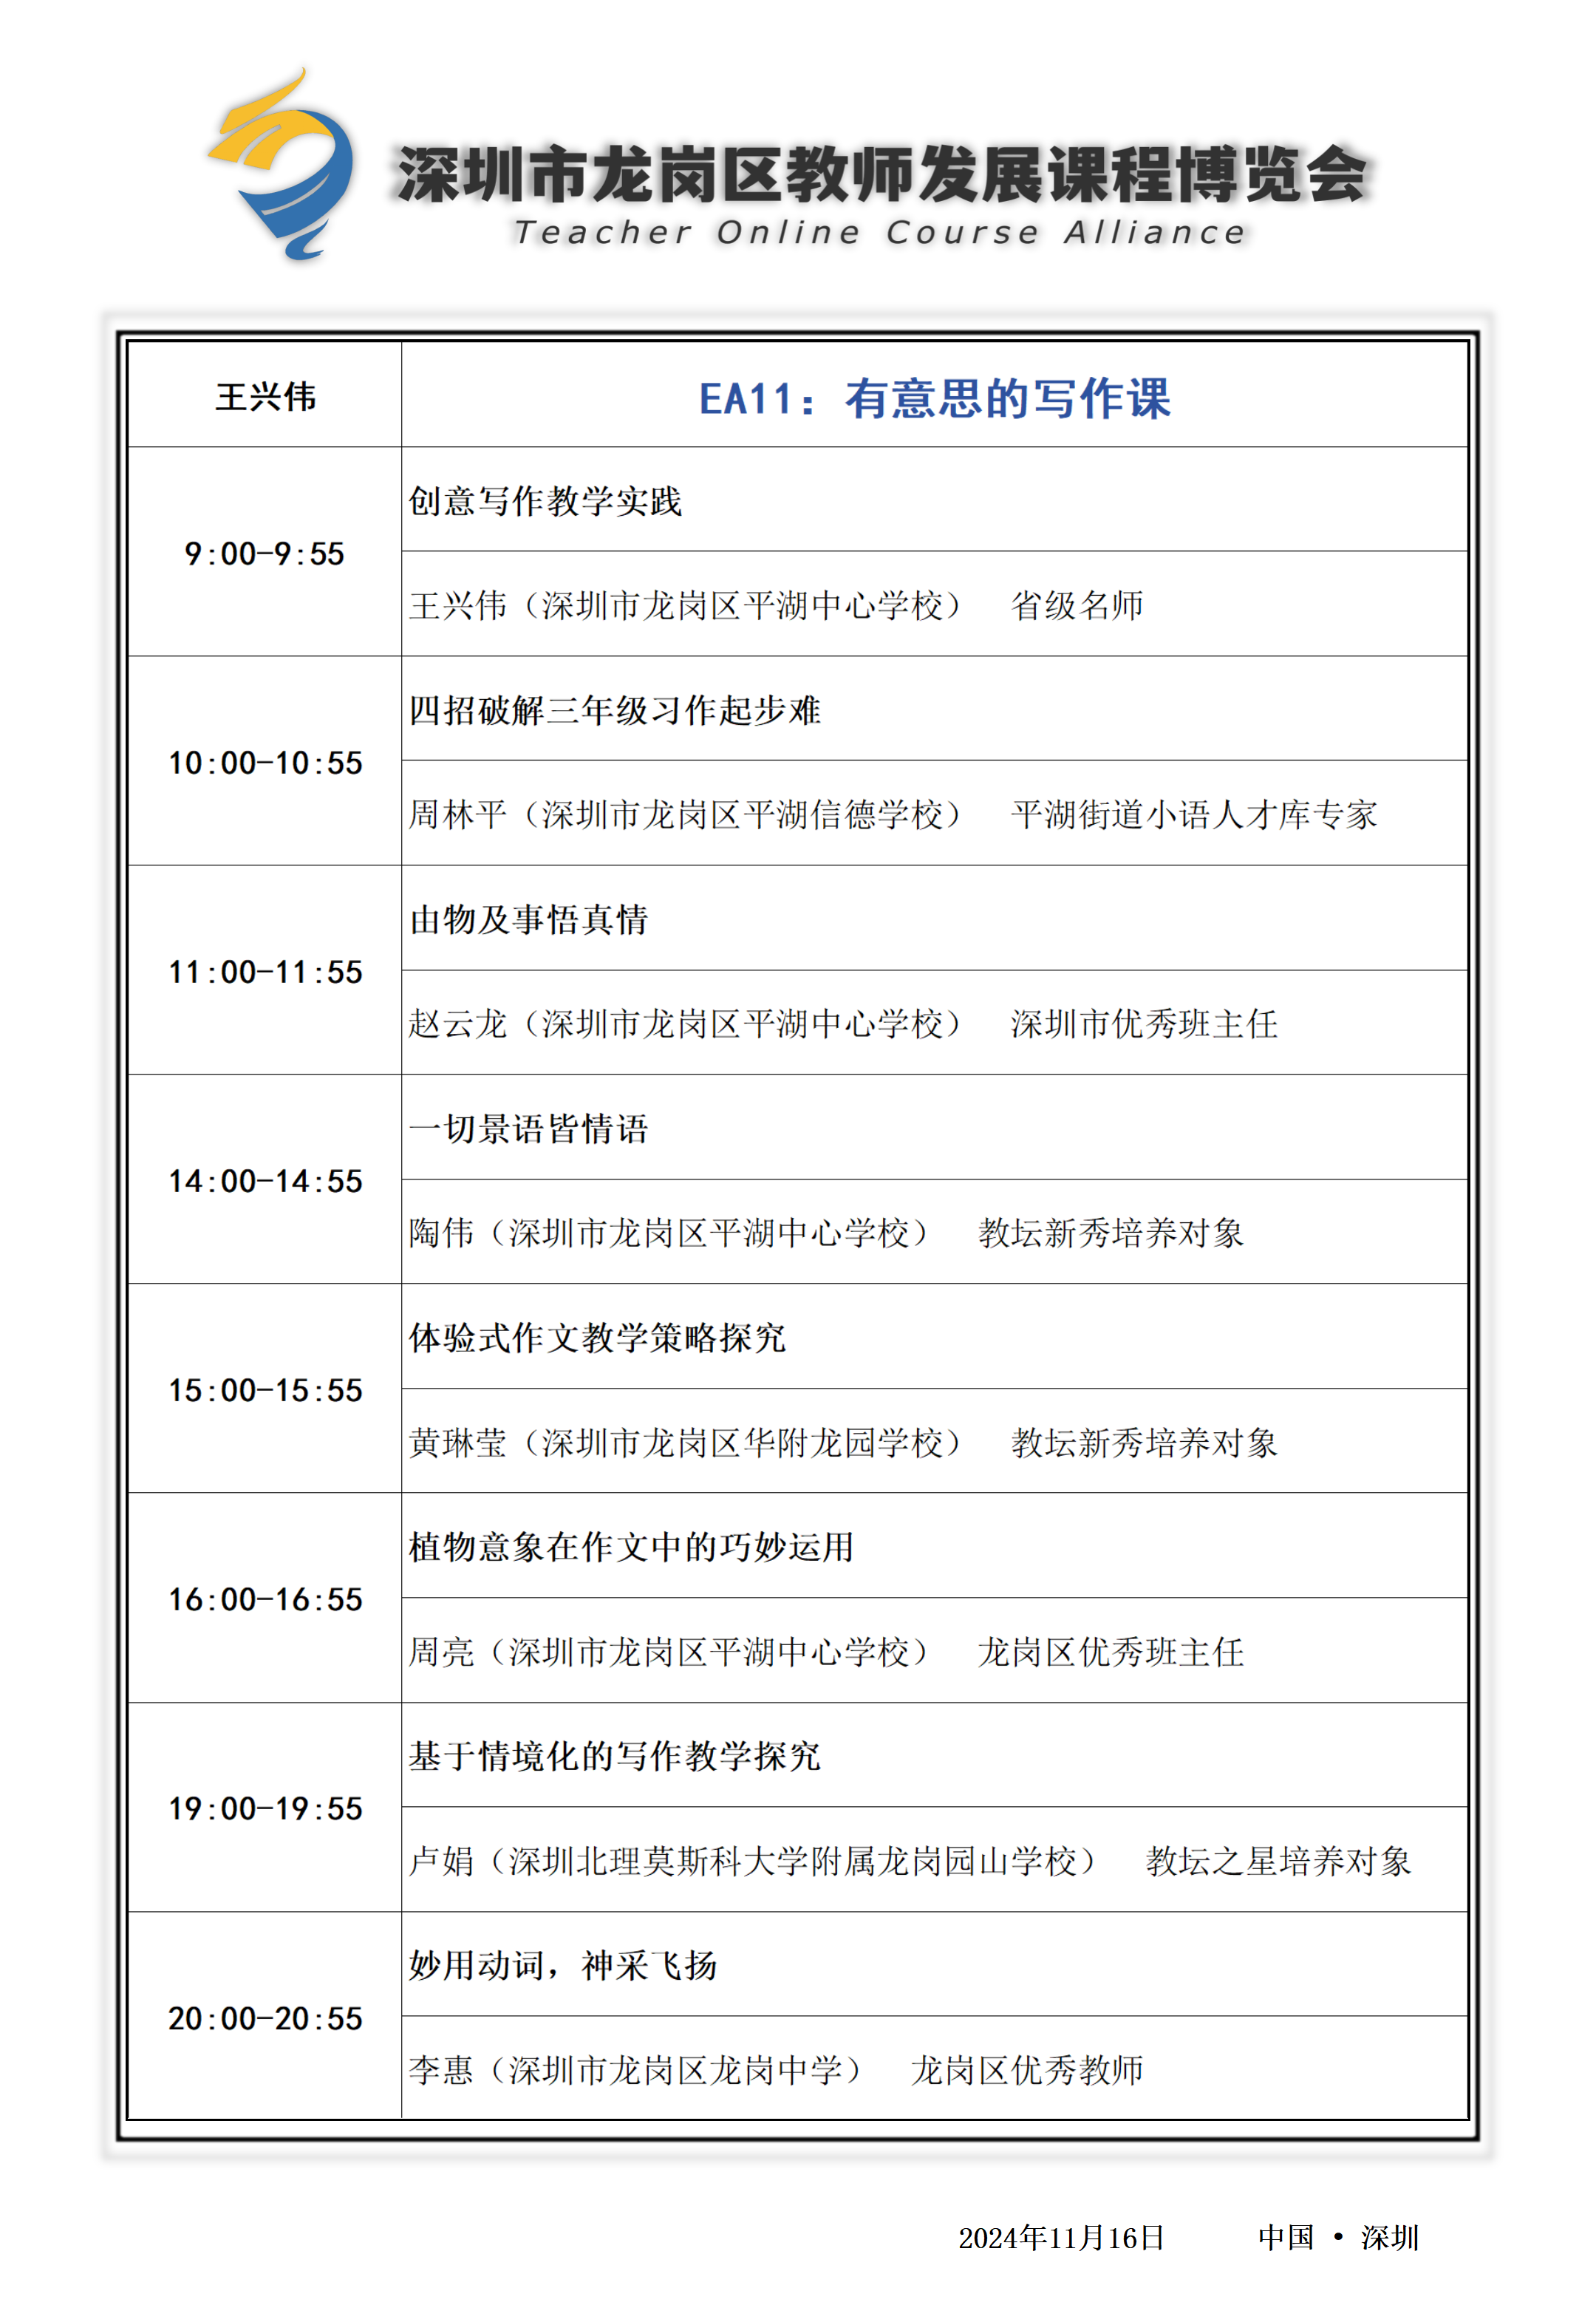 深圳市龙岗区教师发展课程博览会
Teacher Online Course Alliance
王兴伟
EA11：有意思的写作课
9:00-9:55
创意写作教学实践
王兴伟（深圳市龙岗区平湖中心学校） 省级名师
10:00-10:55
四招破解三年级习作起步难
周林平（深圳市龙岗区平湖信德学校） 平湖街道小语人才库专家
11:00-11:55
由物及事悟真情
赵云龙（深圳市龙岗区平湖中心学校） 深圳市优秀班主任
14:00-14:55
一切景语皆情语
陶伟（深圳市龙岗区平湖中心学校） 教坛新秀培养对象
15:00-15:55
体验式作文教学策略探究
黄琳莹（深圳市龙岗区华附龙园学校） 教坛新秀培养对象
16:00-16:55
植物意象在作文中的巧妙运用
周亮（深圳市龙岗区平湖中心学校） 龙岗区优秀班主任
19:00-19:55
基于情境化的写作教学探究
卢娟（深圳北理莫斯科大学附属龙岗园山学校） 教坛之星培养对象
20:00-20:55
妙用动词，神采飞扬
李惠（深圳市龙岗区龙岗中学） 龙岗区优秀教师
2024年11月16日 中国 • 深圳